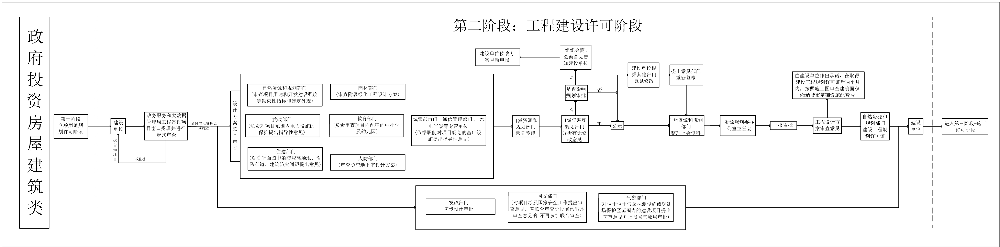 第二阶段：工程建设许可阶段
政府投资房屋建筑类
第一阶段
立项用地规
划许可阶段
建设
单位
政务服务和大数据
管理局工程建设项
目窗口受理并进行
形式审查
次告知理由
不通过
通过审批管理系
统推送
设计方案联合审查
自然资源和规划部门
(审查项目用途和开发建设强度
等约束性指标和建筑外观)
园林部门
(审查附属绿化工程设计方案)
发改部门
(负责对项目范围内电力设施的
保护提出指导性意见)
教育部门
(负责审查项目内配建的中小学
及幼儿园)
城管部市门、通信管理部门、水
电气暖等专营单位
(依据职能对项目规划的基础设
施提出指导性意见)
住建部门
(对总平面图中消防登高场地、消
防车道、建筑防火间距提出意见)
人防部门
(审查防空地下室设计方案)
自然资源和
规划部门
意见整理
自然资源和
规划部门
分析有无修
改意见
有
无
是否影响
规划审批
是
否
组织会商、
会商意见告
知建设单位
建设单位修改方
案重新申报
公示
建设单位根
据其他部门
意见修改
提出意见部门
重新复核
自然资源和规划
部门
整理上会资料
资源规划委办
公室主任会
上报审批
工程设计方
案审查意见
由建设单位作出承诺，在取得
建设工程规划许可证后两个月
内，按照施工图审查建筑面积
缴纳城市基础设施配套费
自然资源和
规划部门
建设工程规
划许可证
建设
单位
进入第三阶段-施工
许可阶段
发改部门
初步设计审批
国安部门
(对项目涉及国家安全工作提出审
查意见。若联合审查阶段前已出具
审查意见的,不再参加联合审查)
气象部门
(对位于位于气象探测设施或观测
场保护区范围内的建设项目提出
初审意见并上报省气象局审批)